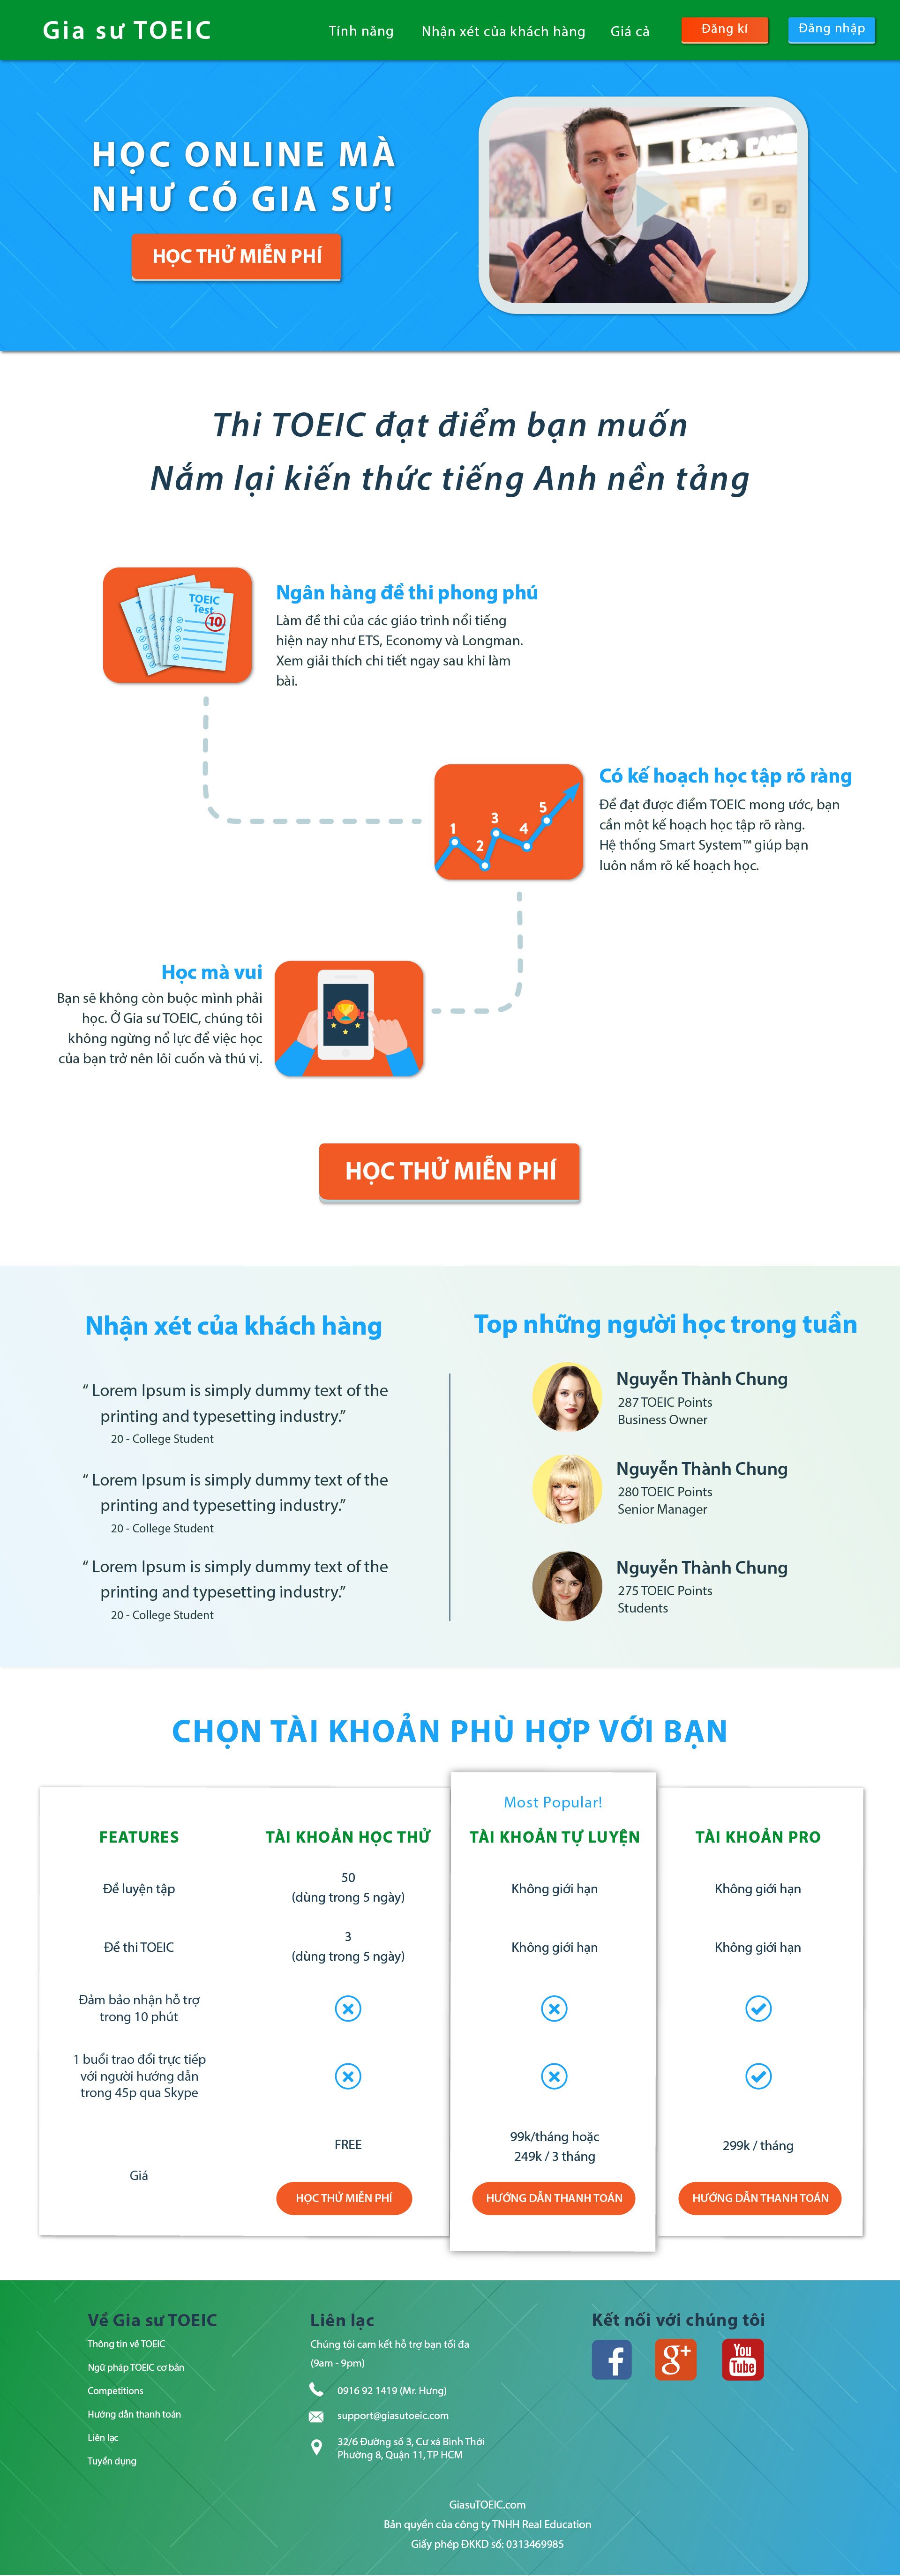 Gia sư TOEIC
Tính năng
Nhận xét của khách hàng
Giá cả
Đăng kí
Đăng nhập
HỌC ONLINE MÀ
NHƯ CÓ GIA SƯ!
HỌC THỬ MIỄN PHÍ
See's CAND
Thi TOEIC đạt điểm bạn muốn
Nắm lại kiến thức tiếng Anh nền tảng
TOEIC
Test
10
Ngân hàng đề thi phong phú
Làm đề thi của các giáo trình nổi tiếng
hiện nay như ETS, Economy và Longman.
Xem giải thích chi tiết ngay sau khi làm
bài.
1
2
3
4
5
Có kế hoạch học tập rõ ràng
Để đạt được điểm TOEIC mong ước, bạn
cần một kế hoạch học tập rõ ràng.
Hệ thống Smart System™ giúp bạn
luôn nắm rõ kế hoạch học.
Học mà vui
Bạn sẽ không còn buộc mình phải
học. Ở Gia sư TOEIC, chúng tôi
không ngừng nổ lực để việc học
của bạn trở nên lôi cuốn và thú vị.
HỌC THỬ MIỄN PHÍ
Nhận xét của khách hàng
“ Lorem Ipsum is simply dummy text of the
printing and typesetting industry.”
20 - College Student
“ Lorem Ipsum is simply dummy text of the
printing and typesetting industry.”
20 - College Student
“ Lorem Ipsum is simply dummy text of the
printing and typesetting industry.”
20 - College Student
Top những người học trong tuần
Nguyễn Thành Chung
287 TOEIC Points
Business Owner
Nguyễn Thành Chung
280 TOEIC Points
Senior Manager
Nguyễn Thành Chung
275 TOEIC Points
Students
CHỌN TÀI KHOẢN PHÙ HỢP VỚI BẠN
Most Popular!
FEATURES
TÀI KHOẢN HỌC THỬ
TÀI KHOẢN TỰ LUYỆN
TÀI KHOẢN PRO
Đề luyện tập
50
(dùng trong 5 ngày)
Không giới hạn
Không giới hạn
Đề thi TOEIC
3
(dùng trong 5 ngày)
Không giới hạn
Không giới hạn
Đảm bảo nhận hỗ trợ
trong 10 phút
1 buổi trao đổi trực tiếp
với người hướng dẫn
trong 45p qua Skype
Giá
FREE
99k/tháng hoặc
249k / 3 tháng
299k / tháng
HỌC THỬ MIỄN PHÍ
HƯỚNG DẪN THANH TOÁN
HƯỚNG DẪN THANH TOÁN
Về Gia sư TOEIC
Thông tin về TOEIC
Ngữ pháp TOEIC cơ bản
Competitions
Hướng dẫn thanh toán
Liên lạc
Tuyển dụng
Liên lạc
Chúng tôi cam kết hỗ trợ bạn tối đa
(9am - 9pm)
0916 92 1419 (Mr. Hưng)
support@giasutoeic.com
32/6 Đường số 3, Cư xá Bình Thới
Phường 8, Quận 11, TP HCM
Kết nối với chúng tôi
f
g+
You
Tube
GiasuTOEIC.com
Bản quyền của công ty TNHH Real Education
Giấy phép ĐKKD số: 0313469985